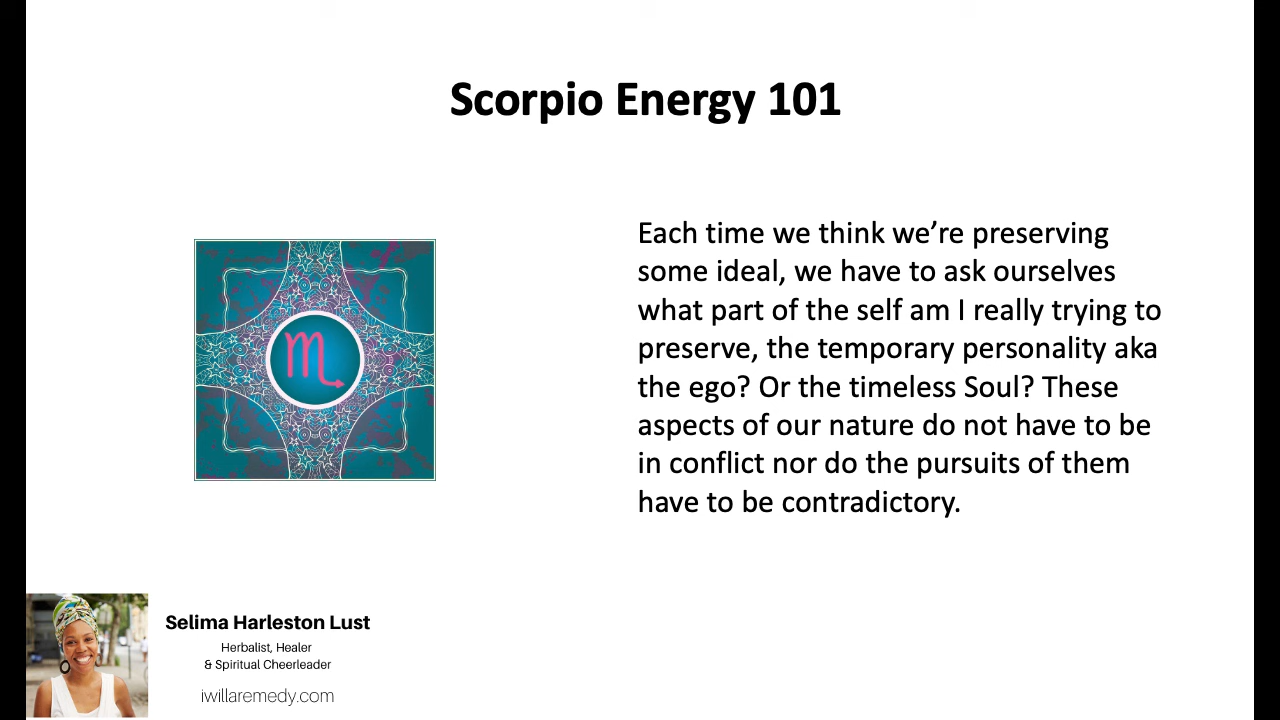 Scorpio Energy 101
Each time we think we’re preserving
some ideal, we have to ask ourselves
what part of the self am I really trying to
preserve, the temporary personality aka
the ego? Or the timeless Soul? These
aspects of our nature do not have to be
in conflict nor do the pursuits of them
have to be contradictory.
Selima Harleston Lust
Herbalist, Healer
& Spiritual Cheerleader
iwillaremedy.com